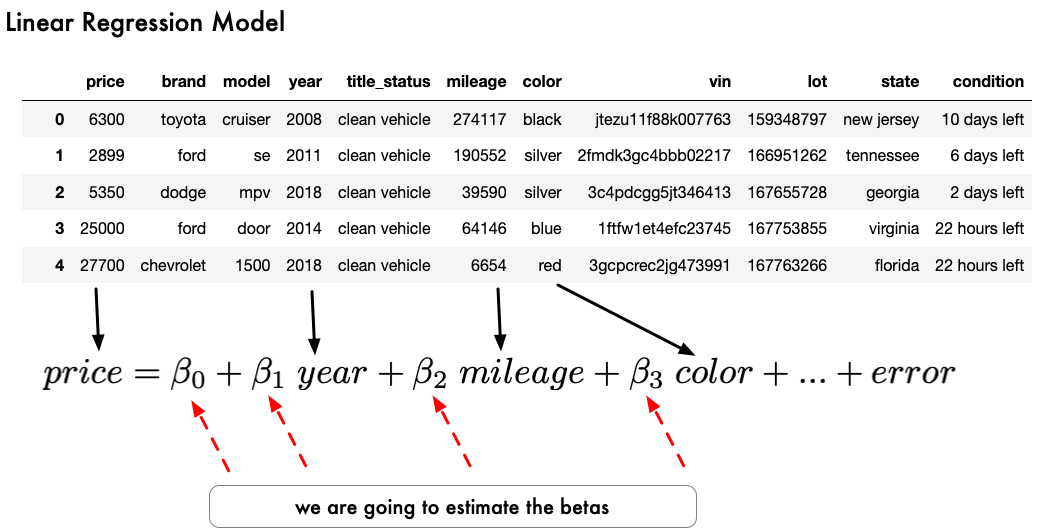 Linear Regression Model
price brand model year title_status mileage color vin lot state condition
0 6300 toyota cruiser 2008 clean vehicle 274117 black jtezu11f88k007763 159348797 new jersey 10 days left
1 2899 ford se 2011 clean vehicle 190552 silver 2fmdk3gc4bbb02217 166951262 tennessee 6 days left
2 5350 dodge mpv 2018 clean vehicle 39590 silver 3c4pdcgg5jt346413 167655728 georgia 2 days left
3 25000 ford door 2014 clean vehicle 64146 blue 1ftfw1et4efc23745 167753855 virginia 22 hours left
4 27700 chevrolet 1500 2018 clean vehicle 6654 red 3gcpcrec2jg473991 167763266 florida 22 hours left
price = β₀ + β₁ year + β₂ mileage + β₃ color + ... + error
we are going to estimate the betas